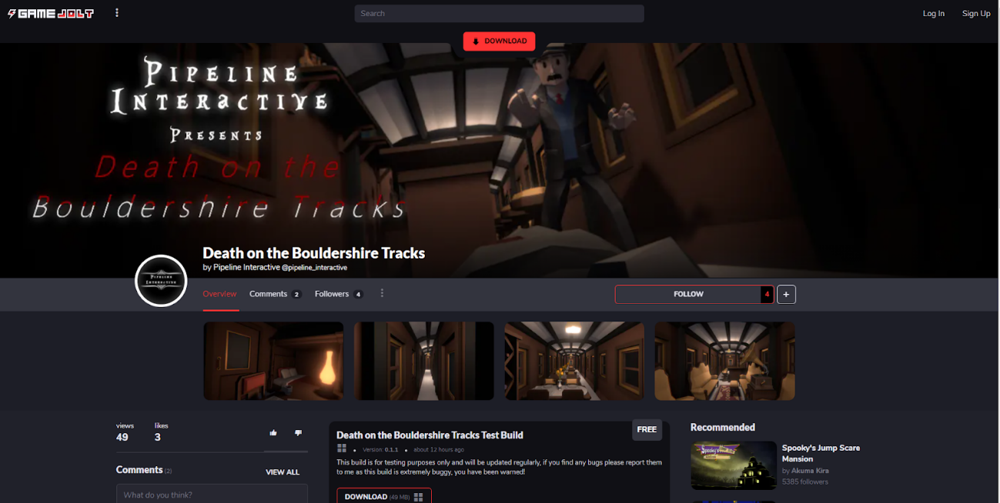 GAME JOLT
Search
Log In
Sign Up
DOWNLOAD
PIPELINE
INTERACTIVE
PRESENTS
Death on the
Bouldershire Tracks
Death on the Bouldershire Tracks
by Pipeline Interactive @pipeline_interactive
PIPELINE
INTERACTIVE
Overview
Comments 2
Followers 4
FOLLOW 4
+
views
49
likes
3
Comments (2)
VIEW ALL
What do you think?
Death on the Bouldershire Tracks Test Build
FREE
Version: 0.1.1 • about 12 hours ago
This build is for testing purposes only and will be updated regularly, if you find any bugs please report them
to me as this build is extremely buggy, you have been warned!
DOWNLOAD (49 MB)
Recommended
Spooky's
Spooky's Jump Scare
Mansion
by Akuma Kira
5385 followers